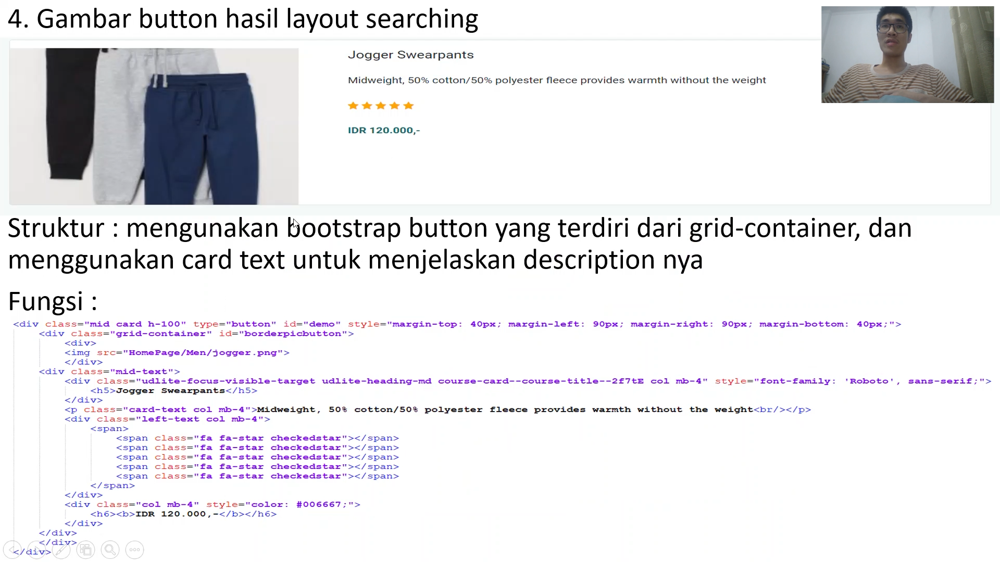 4. Gambar button hasil layout searching
Jogger Swearpants
Midweight, 50% cotton/50% polyester fleece provides warmth without the weight
IDR 120.000,-
Struktur : mengunakan bootstrap button yang terdiri dari grid-container, dan
menggunakan card text untuk menjelaskan description nya
Fungsi :
<div class="mid card h-100" type="button" id="demo" style="margin-top: 40px; margin-left: 90px; margin-right: 90px; margin-bottom: 40px;">
<div class="grid-container" id="borderpicbutton">
<div>
<img src="HomePage/Men/jogger.png">
</div>
<div class="mid-text">
<div class="udlite-focus-visible-target udlite-heading-md course-card--course-title--2f7tE col mb-4" style="font-family: 'Roboto', sans-serif;">
<h5>Jogger Swearpants</h5>
</div>
<p class="card-text col mb-4">Midweight, 50% cotton/50% polyester fleece provides warmth without the weight<br/></p>
<div class="left-text col mb-4">
<span>
<span class="fa fa-star checkedstar"></span>
<span class="fa fa-star checkedstar"></span>
<span class="fa fa-star checkedstar"></span>
<span class="fa fa-star checkedstar"></span>
<span class="fa fa-star checkedstar"></span>
</span>
</div>
<div class="col mb-4" style="color: #006667;">
<h6><b>IDR 120.000,-</b></h6>
</div>
</div>
</div>
</div>